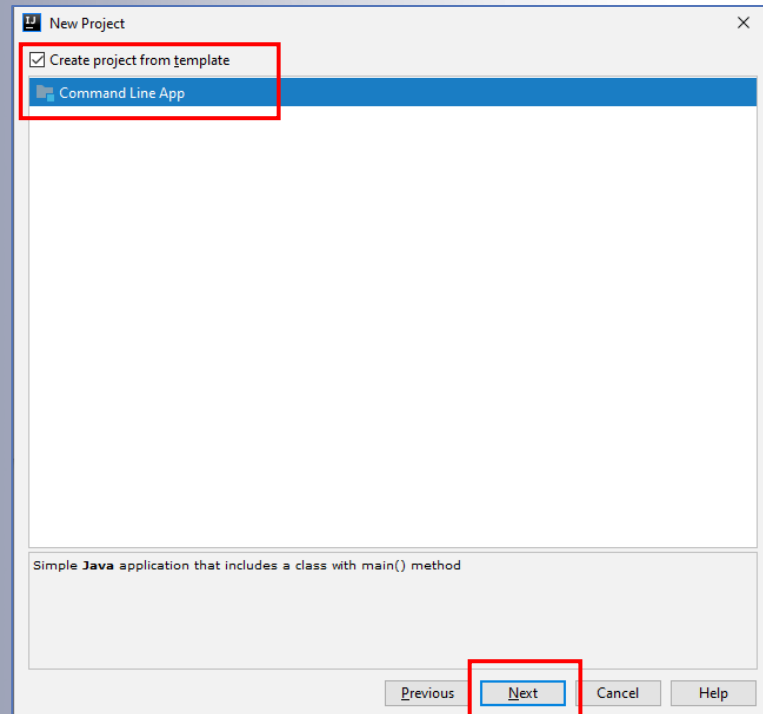 IJ New Project
Create project from template
Command Line App
Simple Java application that includes a class with main() method
Previous Next Cancel Help